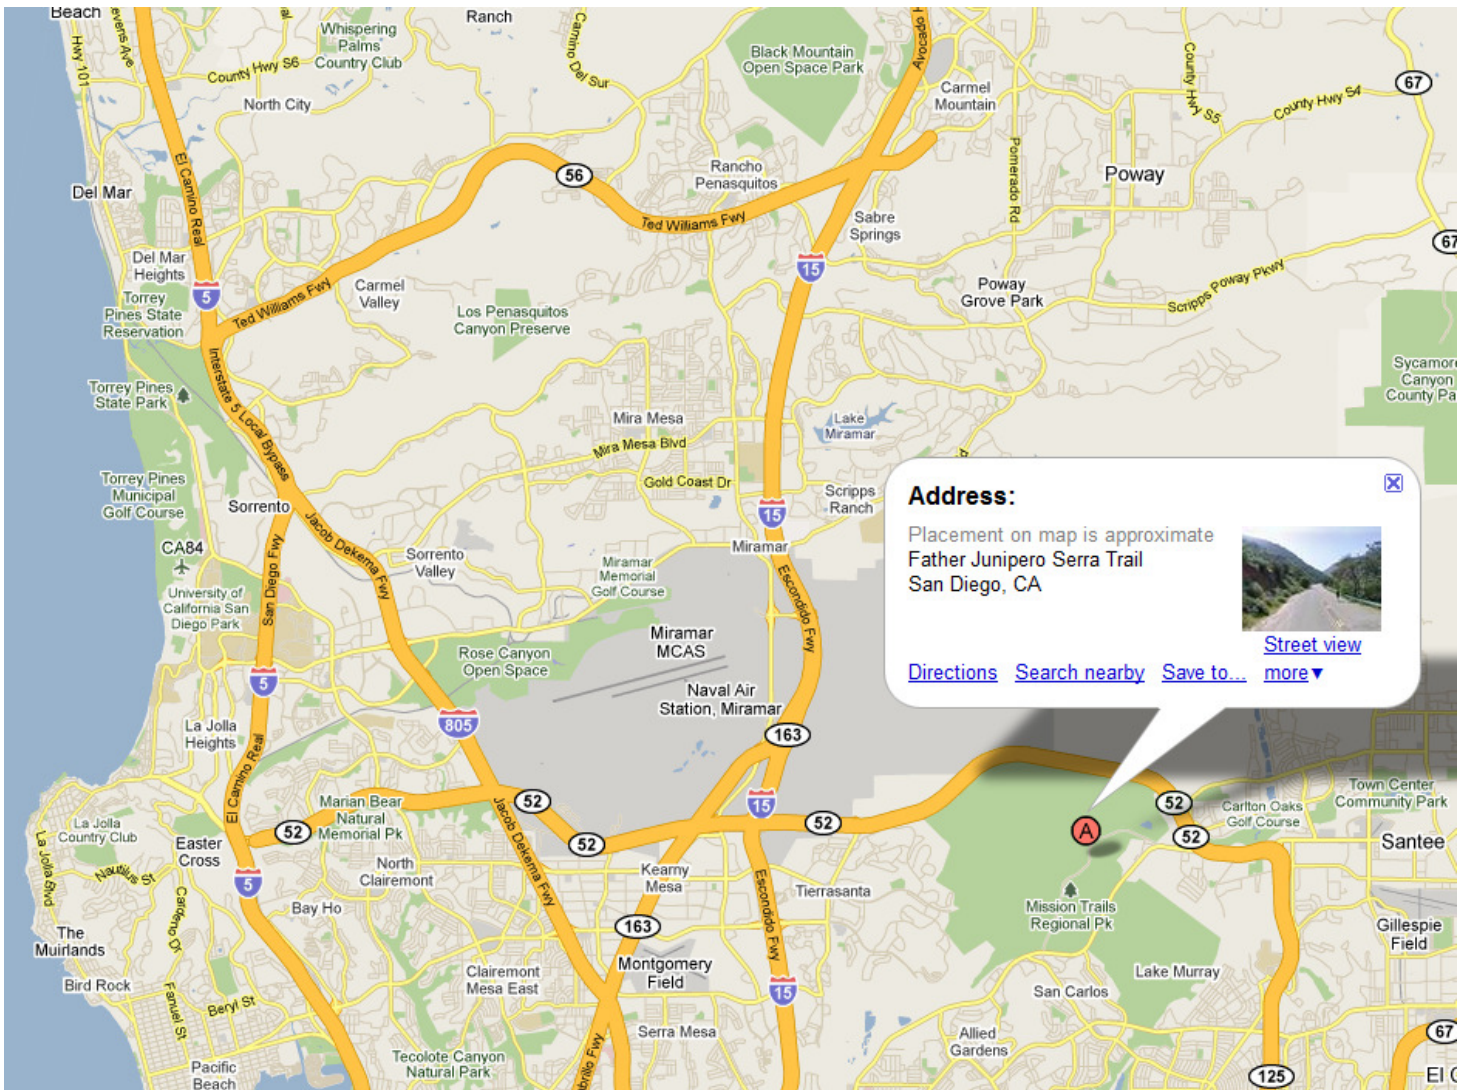 Beach
Stevens Ave
Hwy 101
Whispering
Palms
Country Club
Ranch
Camino Del Sur
Black Mountain
Open Space Park
Carmel
Mountain
County Hwy S5
County Hwy S4
67
County Hwy S6
North City
El Camino Real
56
Rancho
Penasquitos
Ted Williams Fwy
Pomerado Rd
Poway
Del Mar
Sabre
Springs
67
Del Mar
Heights
5
Carmel
Valley
15
Poway
Grove Park
Scripps Poway Pkwy
Torrey
Pines State
Reservation
Ted Williams Fwy
Los Penasquitos
Canyon Preserve
Interstate 5 Local Bypass
Sycamore
Canyon
County Pa
Torrey Pines
State Park
Mira Mesa
Lake
Miramar
Mira Mesa Blvd
Torrey Pines
Municipal
Golf Course
Gold Coast Dr
Scripps
Ranch
Sorrento
15
Jacob Dekema Fwy
Address:
Placement on map is approximate
Father Junipero Serra Trail
San Diego, CA
Street view
Directions Search nearby Save to... more▼
CA84
San Diego Fwy
Sorrento
Valley
Miramar
Miramar
Memorial
Golf Course
Escondido Fwy
University of
California San
Diego Park
Miramar
MCAS
Rose Canyon
Open Space
5
Naval Air
Station, Miramar
805
163
La Jolla
Heights
El Camino Real
Marian Bear
Natural
Memorial Pk
52
15
52
52
52
52
52
Carlton Oaks
Golf Course
Town Center
Community Park
A
Santee
La Jolla
Country Club
La Jolla Blvd
Nautilus St
Easter
Cross
5
North
Clairemont
Jacob Dekema Fwy
Kearny
Mesa
Escondido Fwy
Tierrasanta
Mission Trails
Regional Pk
Gillespie
Field
Bay Ho
Cardeno Dr
The
Muirlands
163
Montgomery
Field
Clairemont
Mesa East
15
Lake Murray
San Carlos
Bird Rock
Fanuel St
Beryl St
Serra Mesa
Allied
Gardens
67
Pacific
Beach
Tecolote Canyon
Natural Park
brillo Fwy
125
El C